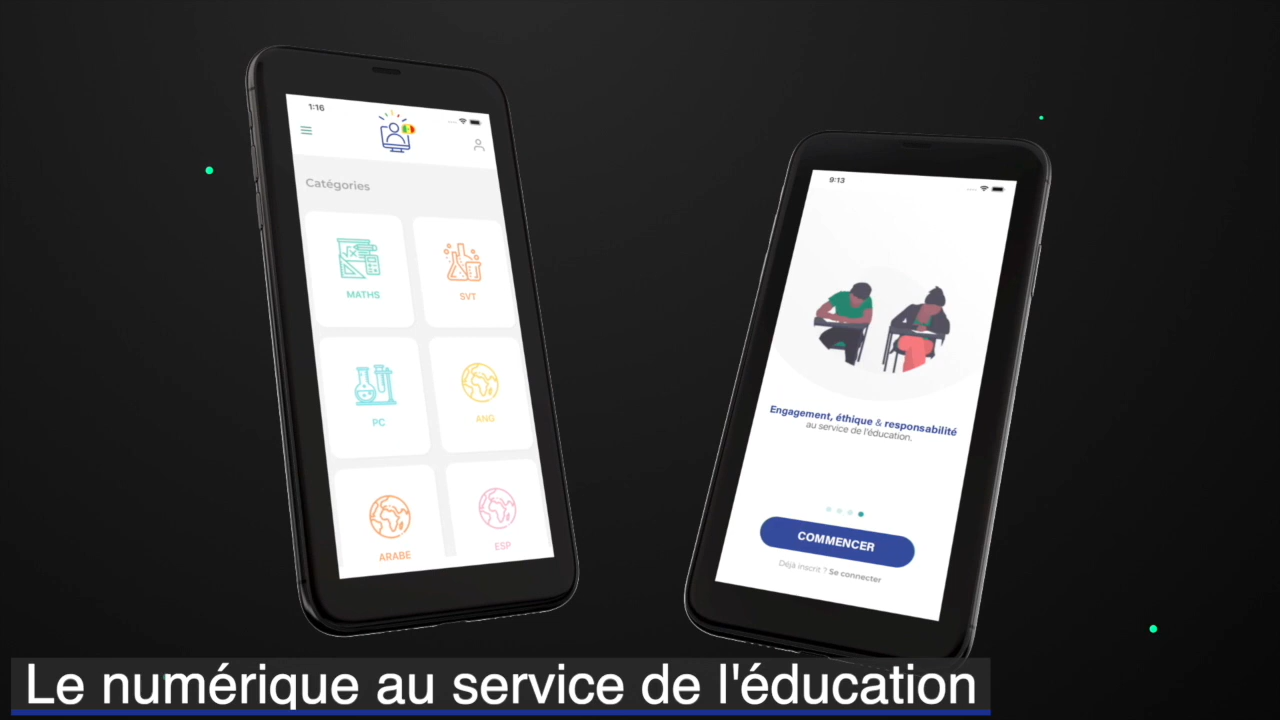 1:16
Catégories
MATHS
SVT
PC
ANG
ARABE
ESP
9:13
Engagement, éthique & responsabilité
au service de l'éducation.
COMMENCER
Déjà inscrit ? Se connecter
Le numérique au service de l'éducation